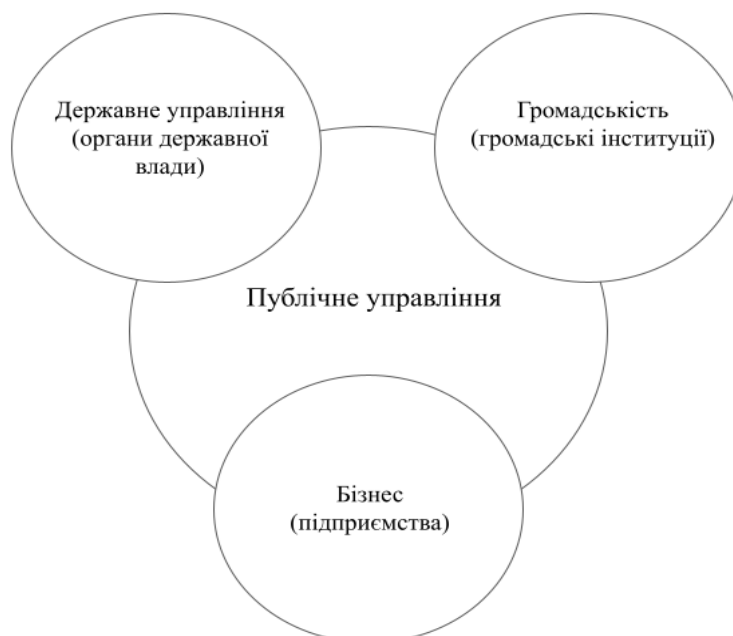 Державне управління
(органи державної
влади)
Громадськість
(громадські інституції)
Публічне управління
Бізнес
(підприємства)